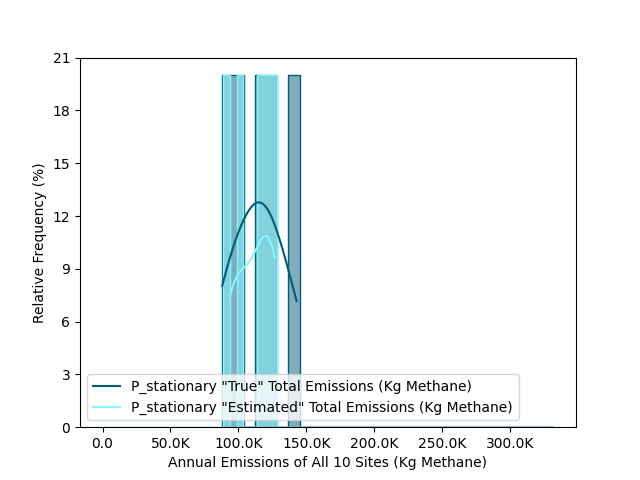 21
18
15
12
9
6
3
0
Relative Frequency (%)
P_stationary "True" Total Emissions (Kg Methane)
P_stationary "Estimated" Total Emissions (Kg Methane)
0.0 50.0K 100.0K 150.0K 200.0K 250.0K 300.0K
Annual Emissions of All 10 Sites (Kg Methane)